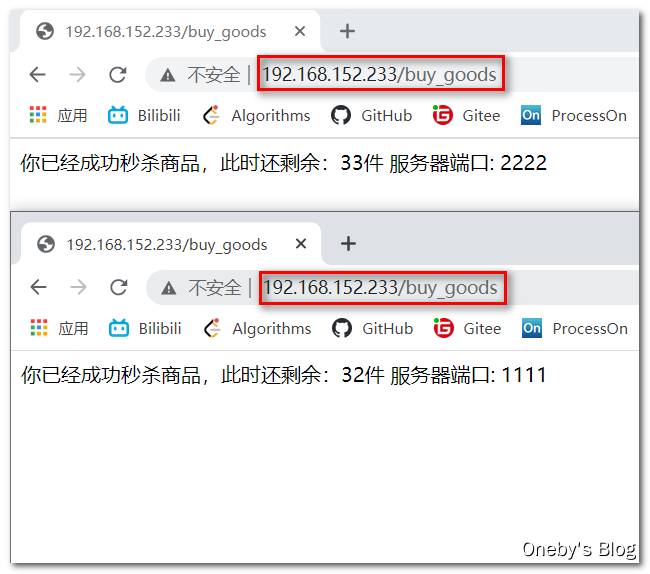 192.168.152.233/buy_goods
不安全 | 192.168.152.233/buy_goods
应用 Bilibili Algorithms GitHub Gitee On ProcessOn
你已经成功秒杀商品，此时还剩余：33件 服务器端口: 2222
192.168.152.233/buy_goods
不安全 | 192.168.152.233/buy_goods
应用 Bilibili Algorithms GitHub Gitee On ProcessOn
你已经成功秒杀商品，此时还剩余：32件 服务器端口: 1111
Oneby's Blog